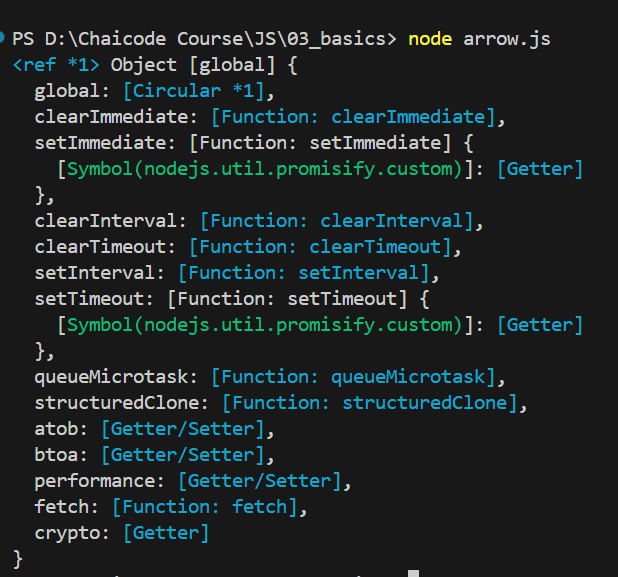 PS D:\Chaicode Course\JS\03_basics> node arrow.js
<ref *1> Object [global] {
  global: [Circular *1],
  clearImmediate: [Function: clearImmediate],
  setImmediate: [Function: setImmediate] {
    [Symbol(nodejs.util.promisify.custom)]: [Getter]
  },
  clearInterval: [Function: clearInterval],
  clearTimeout: [Function: clearTimeout],
  setInterval: [Function: setInterval],
  setTimeout: [Function: setTimeout] {
    [Symbol(nodejs.util.promisify.custom)]: [Getter]
  },
  queueMicrotask: [Function: queueMicrotask],
  structuredClone: [Function: structuredClone],
  atob: [Getter/Setter],
  btoa: [Getter/Setter],
  performance: [Getter/Setter],
  fetch: [Function: fetch],
  crypto: [Getter]
}